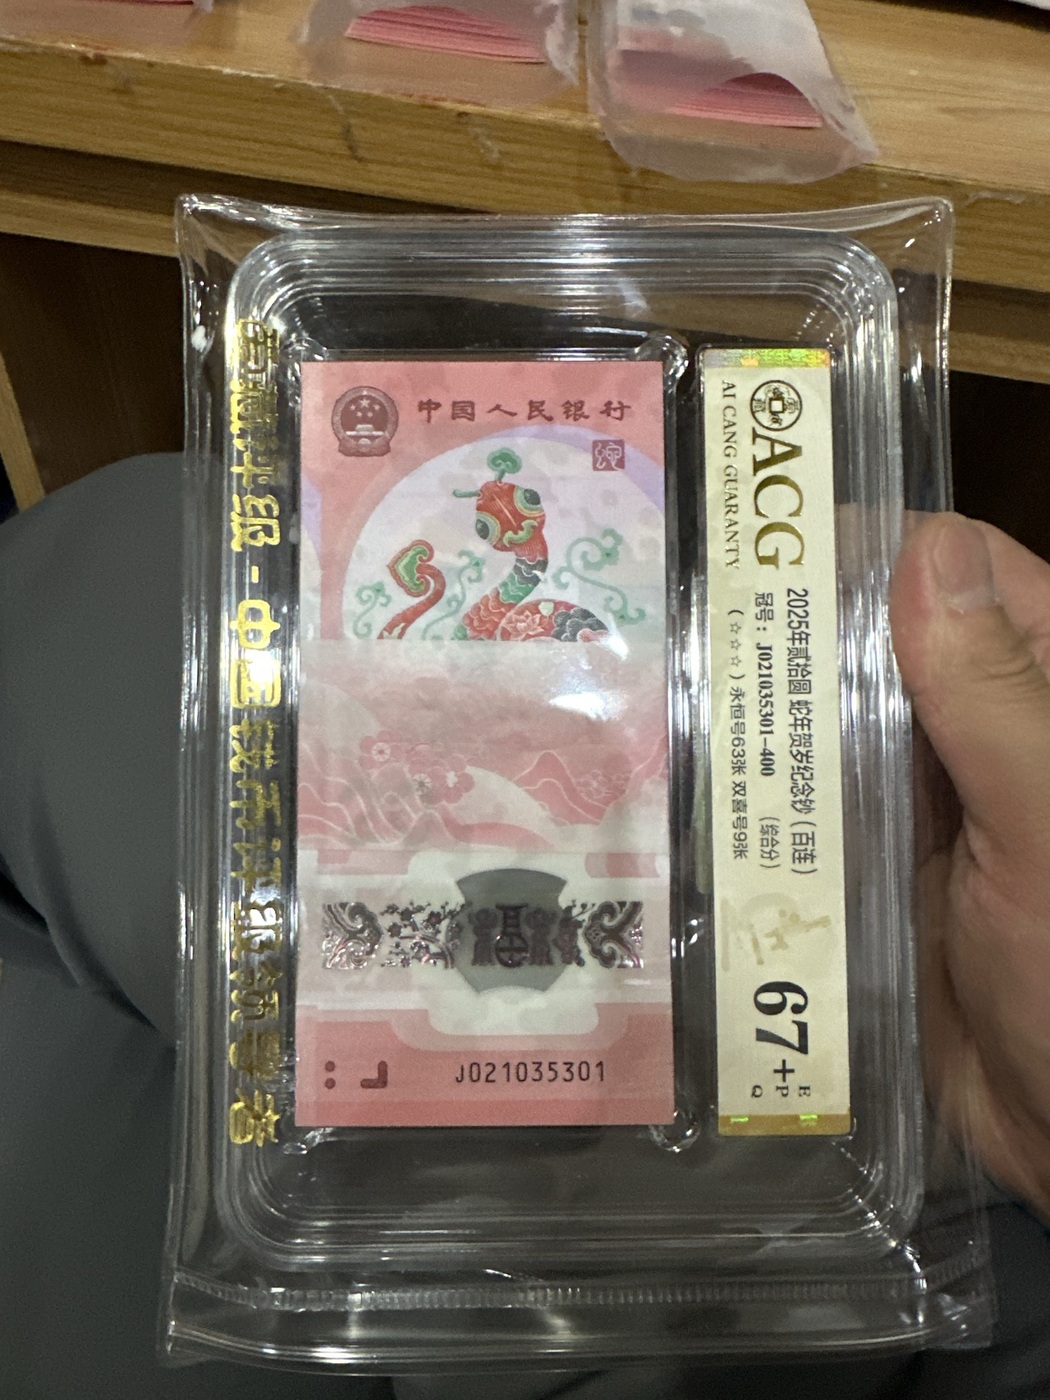 中国人民银行
J021035301
ACG
AI CANG GUARANTY
2025年贰拾圆 蛇年贺岁纪念钞(百连)
冠号：J021035301-400 (综合分)
(☆☆☆) 永恒号63张 双喜号9张
67+
E
P
Q